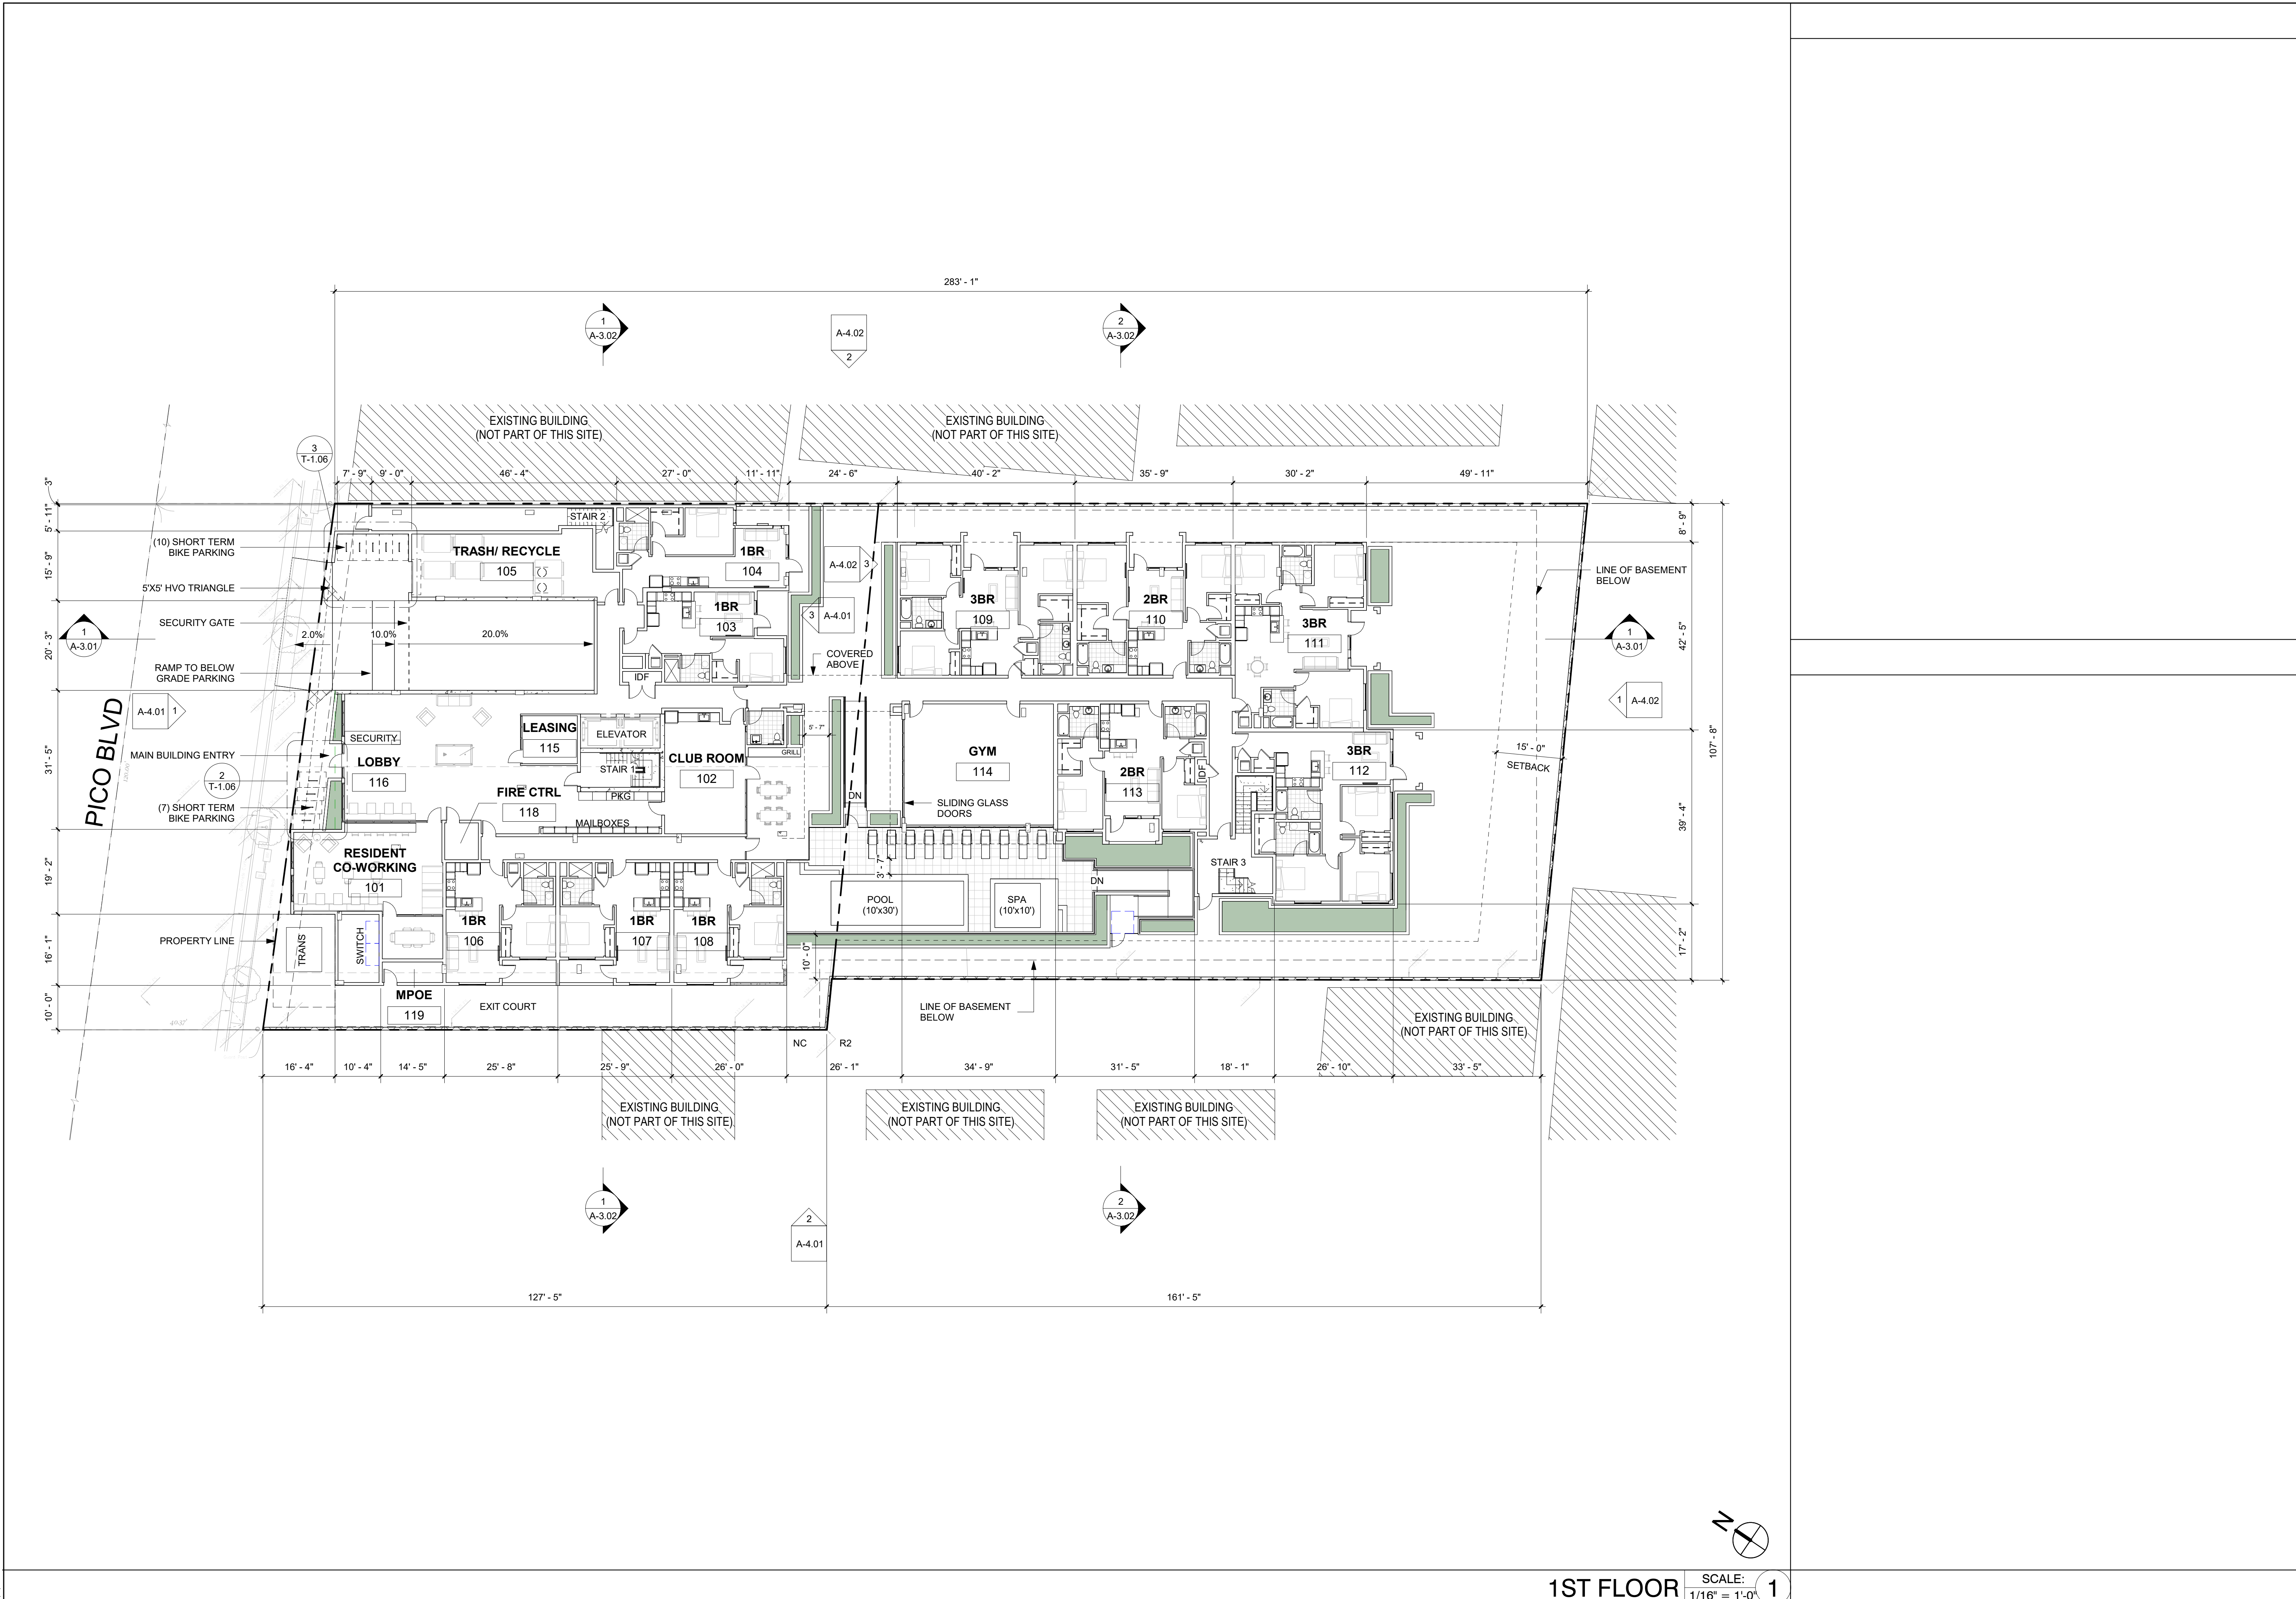 283' - 1"
1
A-3.02
A-4.02
2
2
A-3.02
EXISTING BUILDING
(NOT PART OF THIS SITE)
EXISTING BUILDING
(NOT PART OF THIS SITE)
3
T-1.06
7' - 9"
9' - 0"
46' - 4"
27' - 0"
11' - 11"
24' - 6"
40' - 2"
35' - 9"
30' - 2"
49' - 11"
3"
5' - 11"
15' - 9"
20' - 3"
31' - 5"
19' - 2"
16' - 1"
10' - 0"
8' - 9"
42' - 5"
39' - 4"
17' - 2"
107' - 8"
(10) SHORT TERM
BIKE PARKING
5'X5' HVO TRIANGLE
SECURITY GATE
RAMP TO BELOW
GRADE PARKING
1
A-3.01
A-4.01
1
MAIN BUILDING ENTRY
2
T-1.06
(7) SHORT TERM
BIKE PARKING
PROPERTY LINE
PICO BLVD
2.0%
10.0%
20.0%
STAIR 2
TRASH/ RECYCLE
105
1BR
104
1BR
103
IDF
A-4.02
3
3
A-4.01
COVERED
ABOVE
3BR
109
2BR
110
3BR
111
LINE OF BASEMENT
BELOW
1
A-3.01
1
A-4.02
15' - 0"
SETBACK
SECURITY
LOBBY
116
LEASING
115
ELEVATOR
STAIR 1
PKG
MAILBOXES
FIRE CTRL
118
CLUB ROOM
102
5' - 7"
GRILL
DN
GYM
114
SLIDING GLASS
DOORS
2BR
113
IDF
3BR
112
STAIR 3
RESIDENT
CO-WORKING
101
1BR
106
1BR
107
1BR
108
3' - 7"
POOL
(10'x30')
SPA
(10'x10')
DN
TRANS
SWITCH
MPOE
119
EXIT COURT
10' - 0"
LINE OF BASEMENT
BELOW
NC
R2
EXISTING BUILDING
(NOT PART OF THIS SITE)
16' - 4"
10' - 4"
14' - 5"
25' - 8"
25' - 9"
26' - 0"
26' - 1"
34' - 9"
31' - 5"
18' - 1"
26' - 10"
33' - 5"
EXISTING BUILDING
(NOT PART OF THIS SITE)
EXISTING BUILDING
(NOT PART OF THIS SITE)
EXISTING BUILDING
(NOT PART OF THIS SITE)
1
A-3.02
2
A-4.01
2
A-3.02
127' - 5"
161' - 5"
N
1ST FLOOR
SCALE:
1/16" = 1'-0"
1